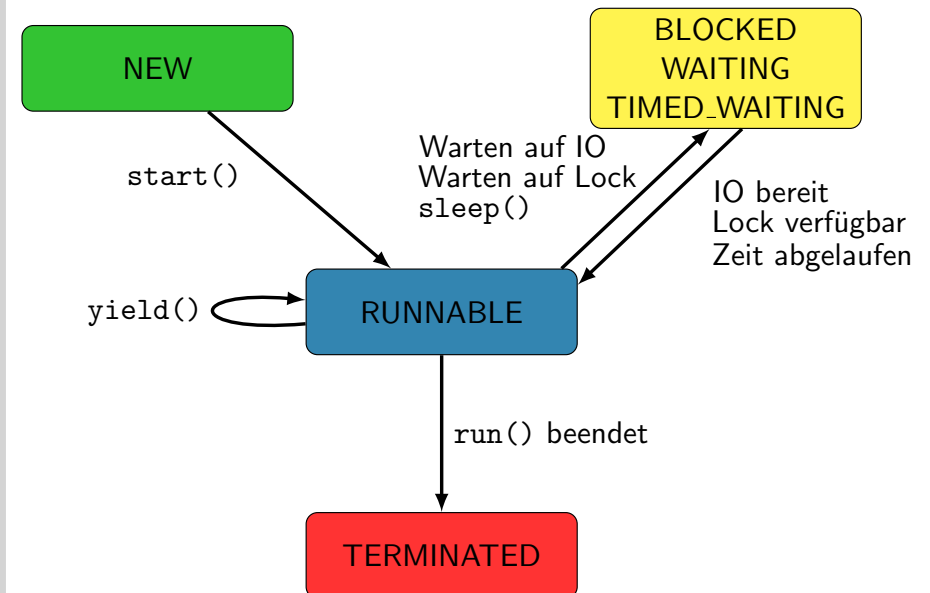 NEW
BLOCKED
WAITING
TIMED_WAITING
start()
Warten auf IO
Warten auf Lock
sleep()
IO bereit
Lock verfügbar
Zeit abgelaufen
yield()
RUNNABLE
run() beendet
TERMINATED